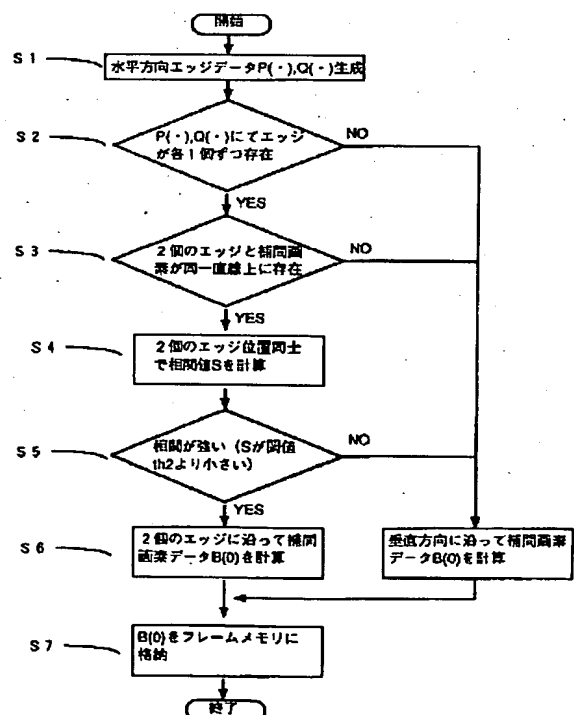 開始
S1
水平方向エッジデータP(・),Q(・)生成
S2
P(・),Q(・)にてエッジ
が各1個ずつ存在
NO
YES
S3
2個のエッジと補間画
素が同一直線上に存在
NO
YES
S4
2個のエッジ位置同士
で相関値Sを計算
S5
相関が強い(Sが閾値
th2より小さい)
NO
YES
S6
2個のエッジに沿って補間
画素データB(0)を計算
垂直方向に沿って補間画素
データB(0)を計算
S7
B(0)をフレームメモリに
格納
終了